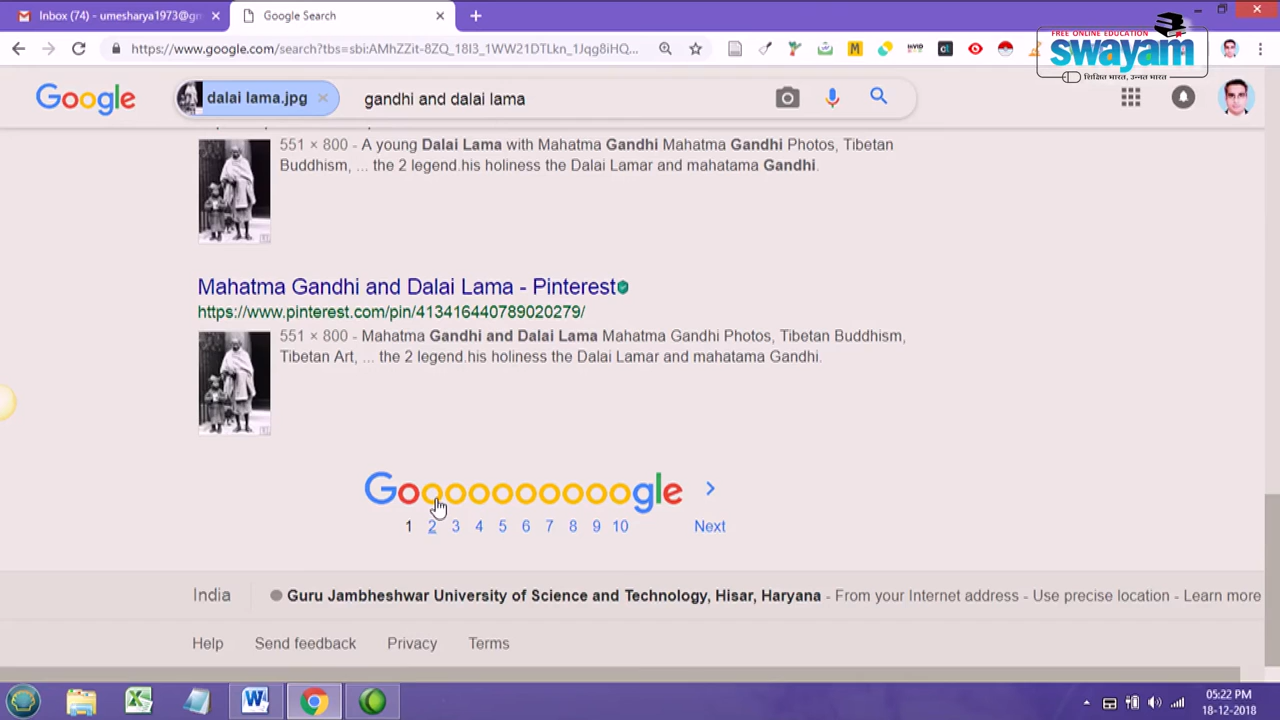 Inbox (74) - umesharya1973@gm
Google Search
https://www.google.com/search?tbs=sbi:AMhZZit-8ZQ_18I3_1WW21DTLkn_1Jqg8iHQ...
FREE ONLINE EDUCATION
swayam
शिक्षित भारत, उन्नत भारत
Google
dalai lama.jpg
gandhi and dalai lama
551 × 800 - A young Dalai Lama with Mahatma Gandhi Mahatma Gandhi Photos, Tibetan
Buddhism, ... the 2 legend.his holiness the Dalai Lamar and mahatama Gandhi.
Mahatma Gandhi and Dalai Lama - Pinterest
https://www.pinterest.com/pin/413416440789020279/
551 × 800 - Mahatma Gandhi and Dalai Lama Mahatma Gandhi Photos, Tibetan Buddhism,
Tibetan Art, ... the 2 legend.his holiness the Dalai Lamar and mahatama Gandhi.
Goooooooooogle
1 2 3 4 5 6 7 8 9 10 Next
India Guru Jambheshwar University of Science and Technology, Hisar, Haryana - From your Internet address - Use precise location - Learn more
Help Send feedback Privacy Terms
05:22 PM
18-12-2018